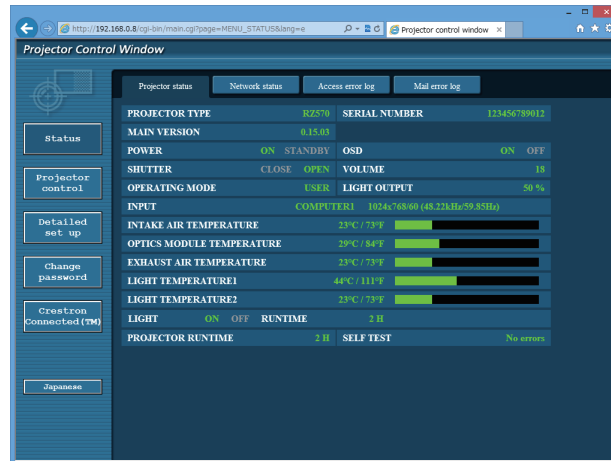 http://192.168.0.8/cgi-bin/main.cgi?page=MENU_STATUS&lang=e
Projector control window
Projector Control Window
Projector status Network status Access error log Mail error log
Status
Projector control
Detailed set up
Change password
Crestron Connected(TM)
Japanese
PROJECTOR TYPE RZ570 SERIAL NUMBER 123456789012
MAIN VERSION 0.15.03
POWER ON STANDBY OSD ON OFF
SHUTTER CLOSE OPEN VOLUME 18
OPERATING MODE USER LIGHT OUTPUT 50 %
INPUT COMPUTER1 1024x768/60 (48.22kHz/59.85Hz)
INTAKE AIR TEMPERATURE 23°C / 73°F
OPTICS MODULE TEMPERATURE 29°C / 84°F
EXHAUST AIR TEMPERATURE 23°C / 73°F
LIGHT TEMPERATURE1 44°C / 111°F
LIGHT TEMPERATURE2 23°C / 73°F
LIGHT ON OFF RUNTIME 2 H
PROJECTOR RUNTIME 2 H SELF TEST No errors